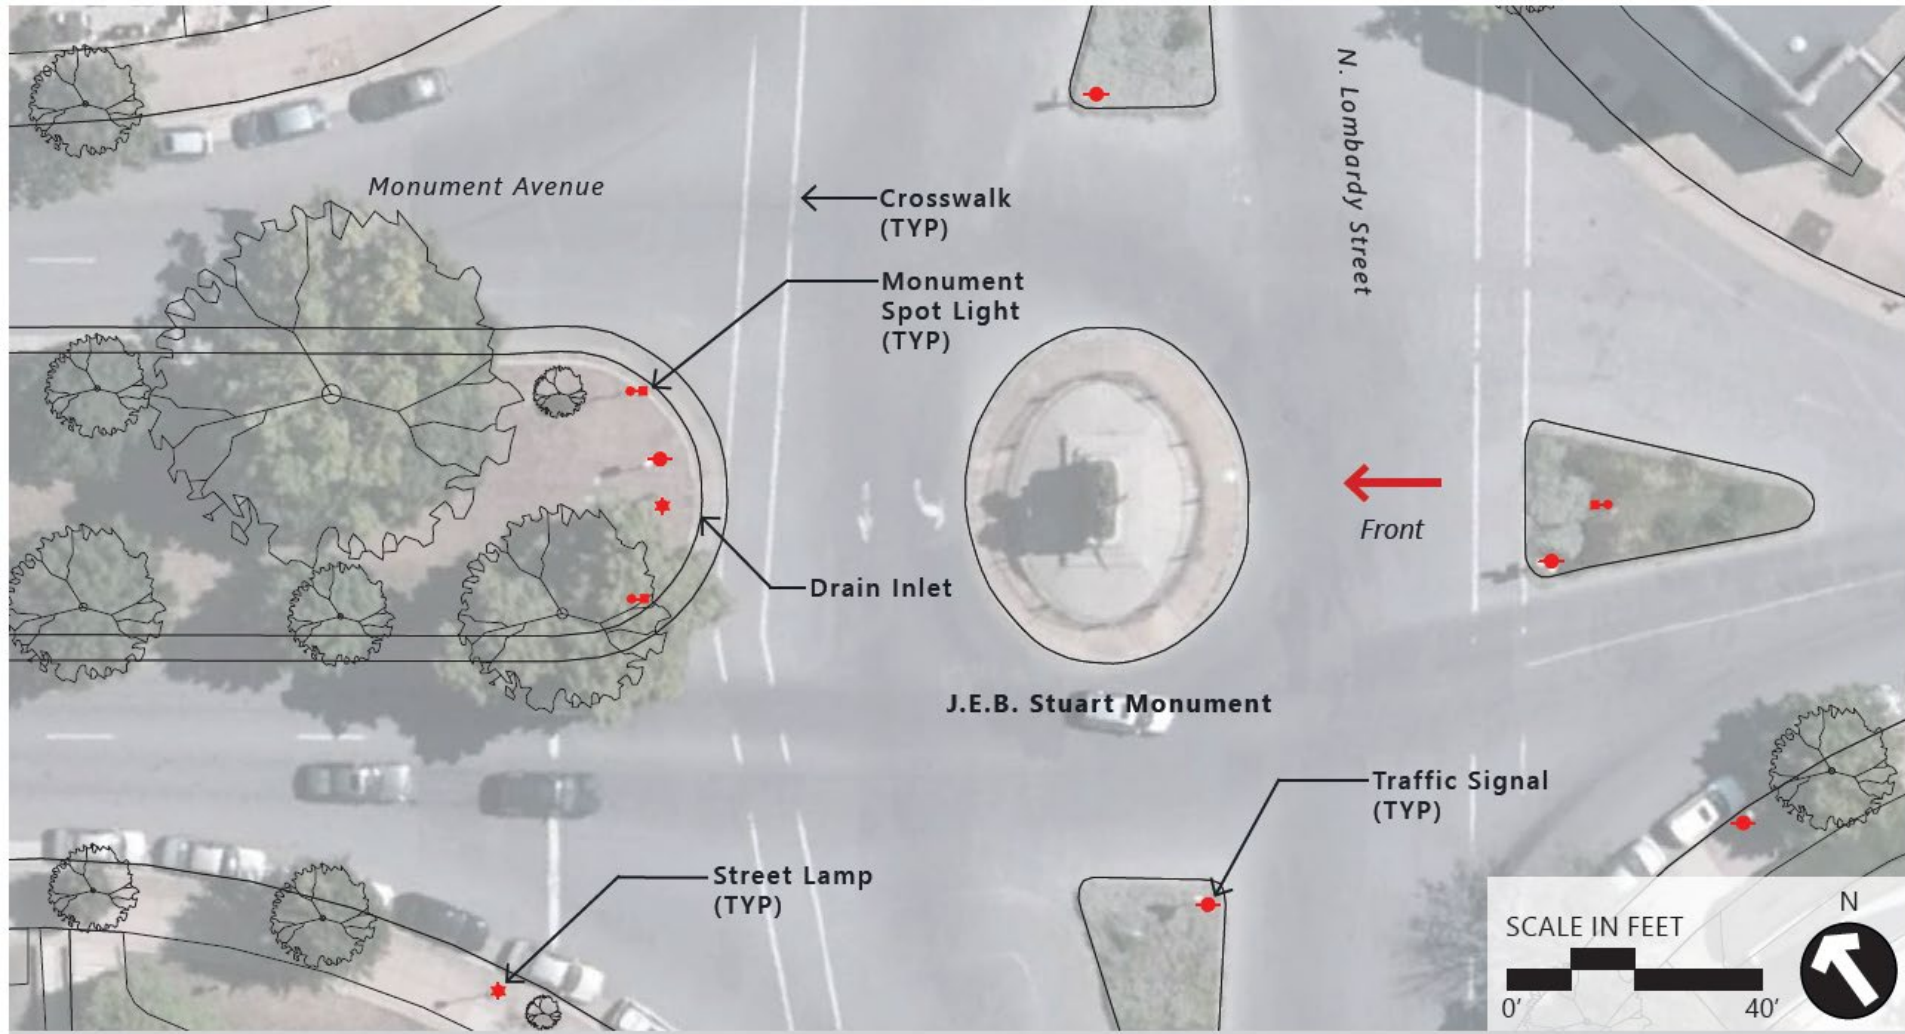 Monument Avenue
N. Lombardy Street
Crosswalk
(TYP)
Monument
Spot Light
(TYP)
Front
Drain Inlet
J.E.B. Stuart Monument
Traffic Signal
(TYP)
Street Lamp
(TYP)
SCALE IN FEET
0'
40'
N